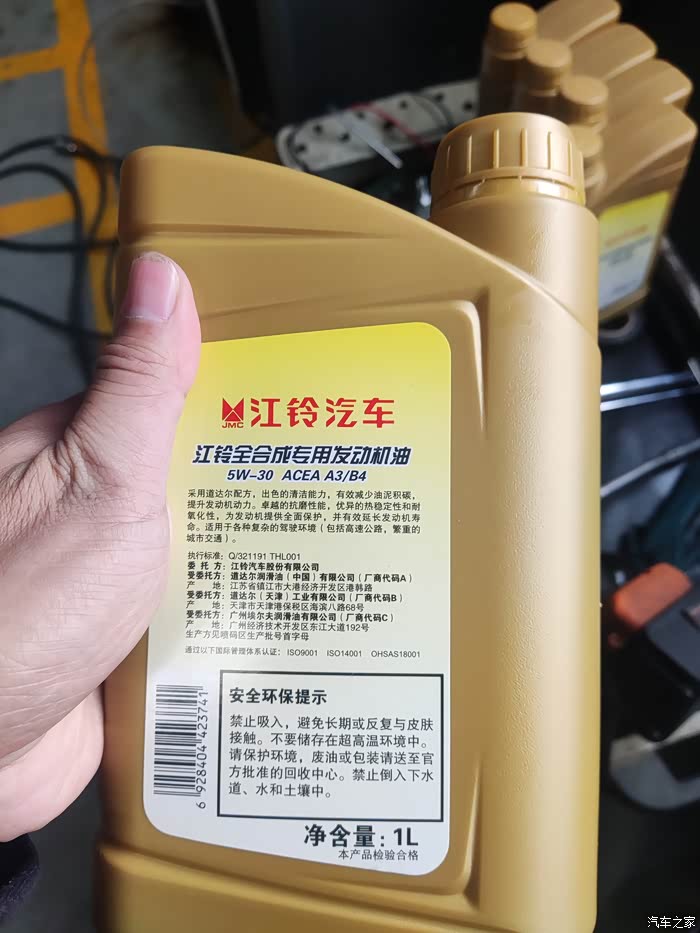 JMC 江铃汽车
江铃全合成专用发动机油
5W-30 ACEA A3/B4
采用道达尔配方，出色的清洁能力，有效减少油泥积碳，
提升发动机动力。卓越的抗磨性能，优异的热稳定性和耐
氧化性，为发动机提供全面保护，并有效延长发动机寿
命。适用于各种复杂的驾驶环境（包括高速公路，繁重的
城市交通）。
执行标准：Q/321191 THL001
委 托 方：江铃汽车股份有限公司
受委托方：道达尔润滑油（中国）有限公司（厂商代码A）
产 地：江苏省镇江市大港经济开发区港韩路
受委托方：道达尔（天津）工业有限公司（厂商代码B）
产 地：天津市天津港保税区海滨八路68号
受委托方：广州埃尔夫润滑油有限公司（厂商代码C）
产 地：广州经济技术开发区东江大道192号
生产方见喷码区生产批号首字母
通过以下国际管理体系认证：ISO9001 ISO14001 OHSAS18001
6 928404 423741
安全环保提示
禁止吸入，避免长期或反复与皮肤
接触。不要储存在超高温环境中。
请保护环境，废油或包装请送至官
方批准的回收中心。禁止倒入下水
道、水和土壤中。
净含量：1L
本产品检验合格
汽车之家